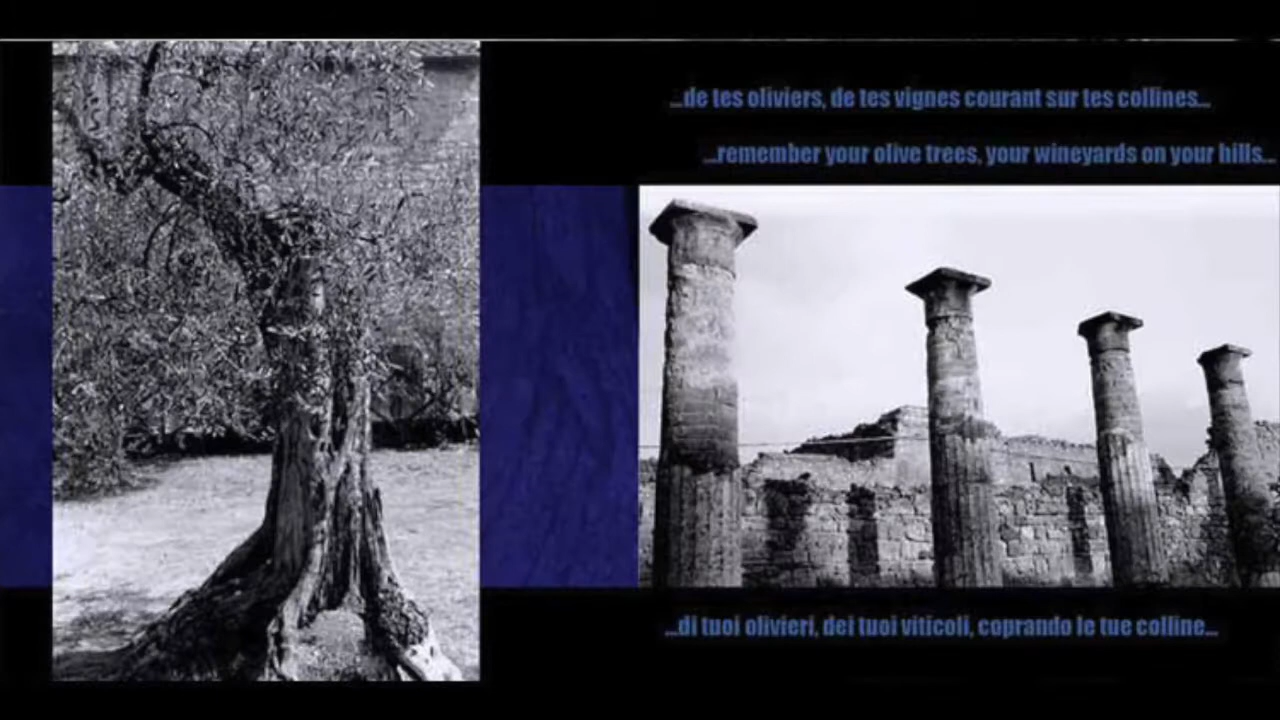 ...de tes oliviers, de tes vignes courant sur tes collines...
...remember your olive trees, your wineyards on your hills...
...di tuoi olivieri, dei tuoi viticoli, coprando le tue colline...